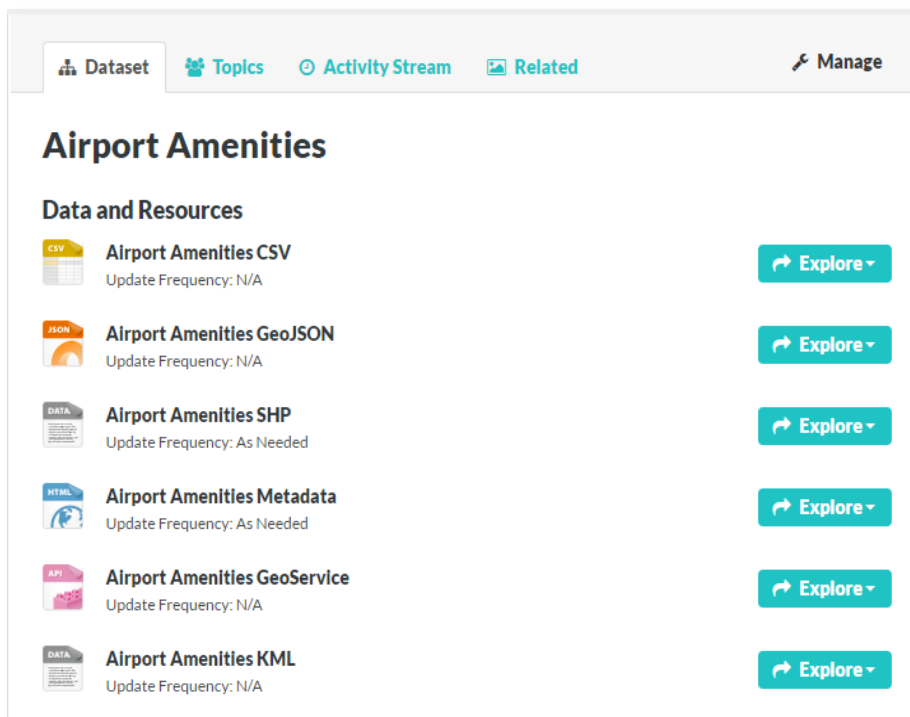 Dataset Topics Activity Stream Related Manage
Airport Amenities
Data and Resources
CSV
Airport Amenities CSV
Update Frequency: N/A
Explore
JSON
Airport Amenities GeoJSON
Update Frequency: N/A
Explore
DATA
Airport Amenities SHP
Update Frequency: As Needed
Explore
HTML
Airport Amenities Metadata
Update Frequency: As Needed
Explore
API
Airport Amenities GeoService
Update Frequency: N/A
Explore
DATA
Airport Amenities KML
Update Frequency: N/A
Explore